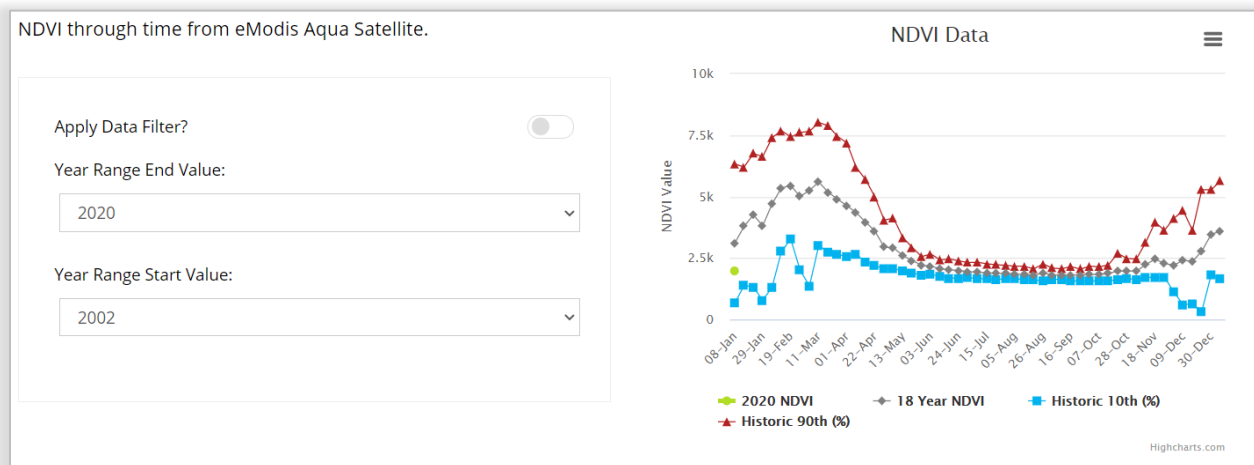 NDVI through time from eModis Aqua Satellite.
Apply Data Filter?
Year Range End Value:
2020
Year Range Start Value:
2002
NDVI Data
NDVI Value
10k
7.5k
5k
2.5k
0
08-Jan
29-Jan
19-Feb
11-Mar
01-Apr
22-Apr
13-May
03-Jun
24-Jun
15-Jul
05-Aug
26-Aug
16-Sep
07-Oct
28-Oct
18-Nov
09-Dec
30-Dec
2020 NDVI
18 Year NDVI
Historic 10th (%)
Historic 90th (%)
Highcharts.com